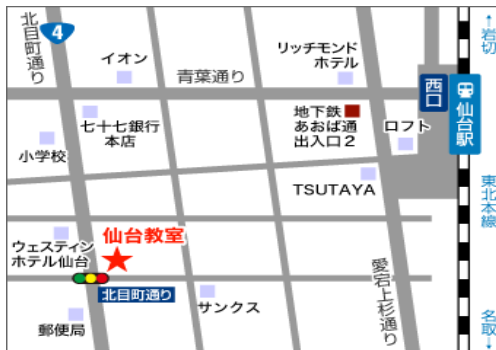 北目町通り
4
イオン
青葉通り
リッチモンド
ホテル
西口
仙台駅
↑岩切
七十七銀行
本店
小学校
地下鉄
あおば通
出入口2
ロフト
TSUTAYA
東北本線
ウェスティン
ホテル仙台
仙台教室
北目町通り
サンクス
郵便局
愛宕上杉通り
名取↓